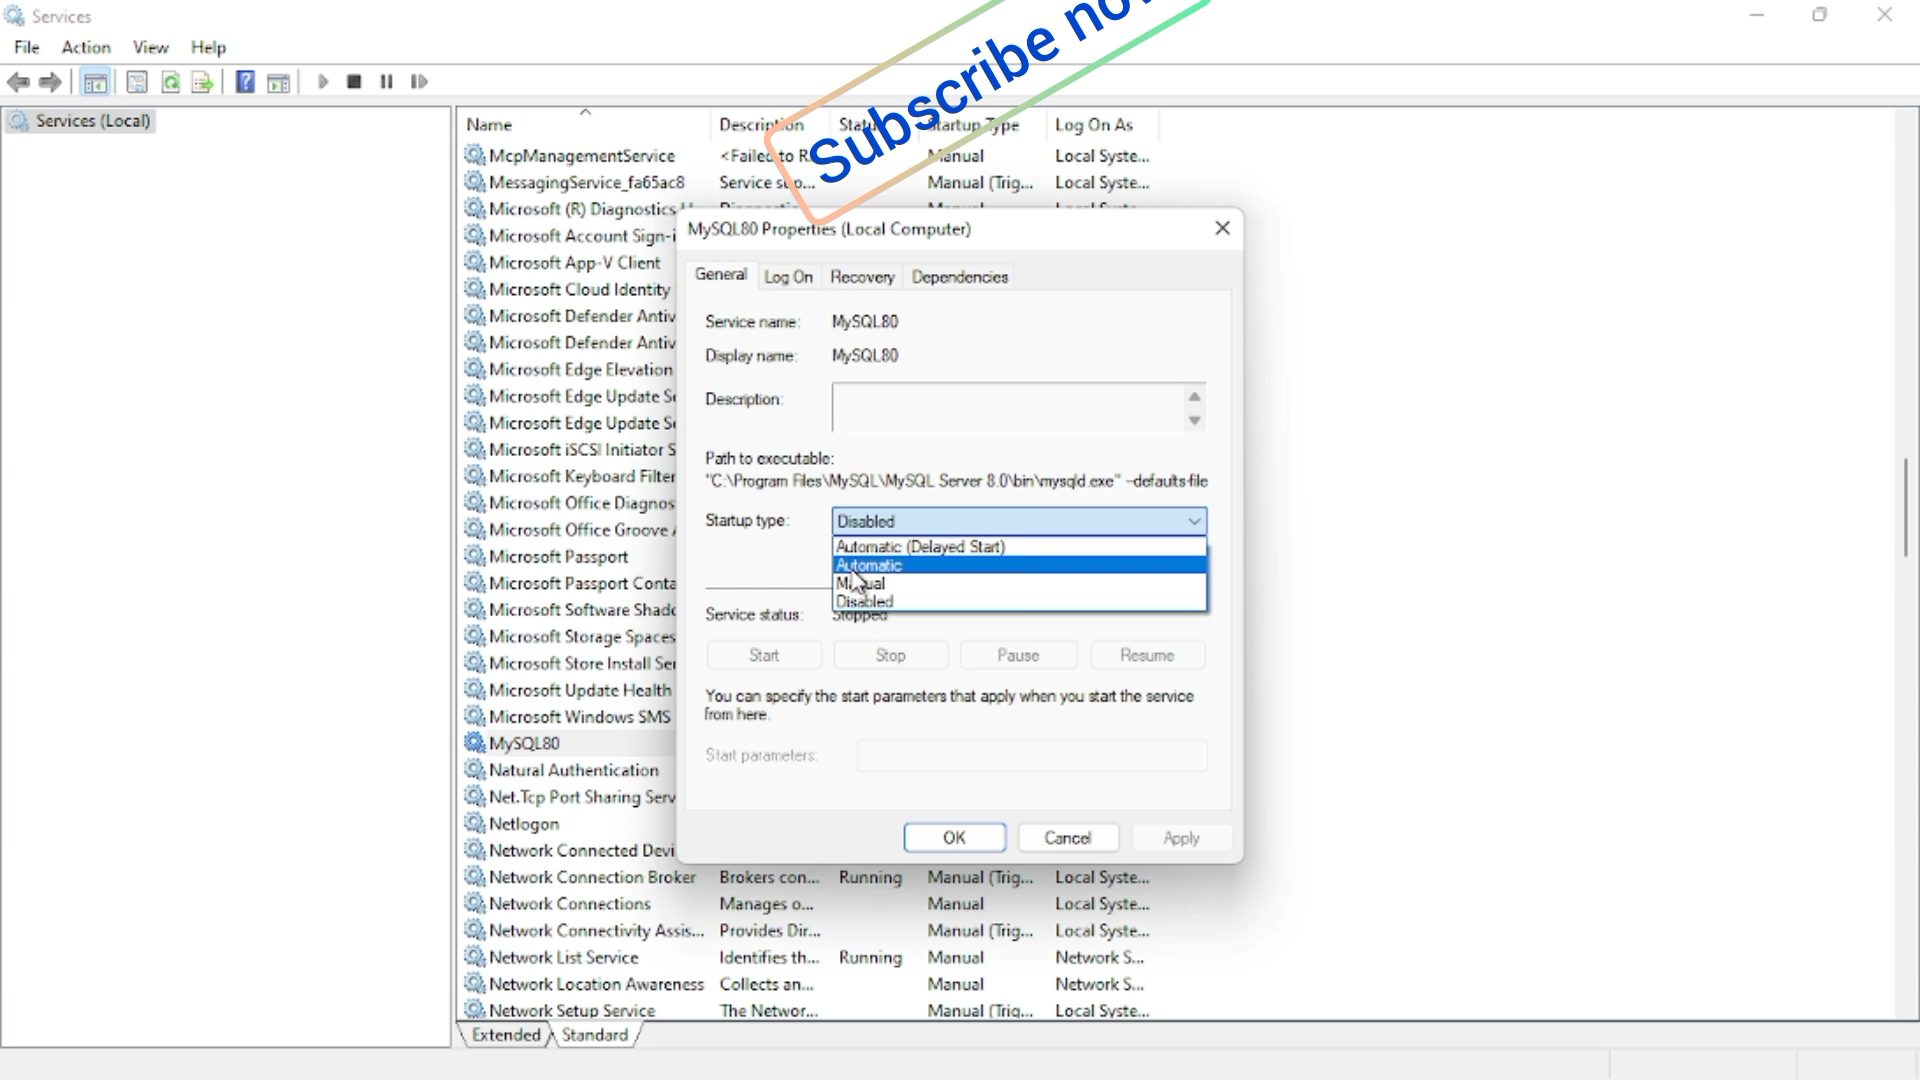 Services
File Action View Help
Subscribe now
Services (Local)
Name Description Status Startup Type Log On As
McpManagementService <Failed to R... Manual Local Syste...
MessagingService_fa65ac8 Service sup... Manual (Trig... Local Syste...
Microsoft (R) Diagnostics
Microsoft Account Sign-i
Microsoft App-V Client
Microsoft Cloud Identity
Microsoft Defender Antiv
Microsoft Defender Antiv
Microsoft Edge Elevation
Microsoft Edge Update Se
Microsoft Edge Update Se
Microsoft iSCSI Initiator S
Microsoft Keyboard Filter
Microsoft Office Diagnos
Microsoft Office Groove A
Microsoft Passport
Microsoft Passport Conta
Microsoft Software Shado
Microsoft Storage Spaces
Microsoft Store Install Ser
Microsoft Update Health
Microsoft Windows SMS
MySQL80
Natural Authentication
Net.Tcp Port Sharing Serv
Netlogon
Network Connected Devi
Network Connection Broker Brokers con... Running Manual (Trig... Local Syste...
Network Connections Manages o... Manual Local Syste...
Network Connectivity Assis... Provides Dir... Manual (Trig... Local Syste...
Network List Service Identifies th... Running Manual Network S...
Network Location Awareness Collects an... Manual Network S...
Network Setup Service The Networ... Manual (Trig... Local Syste...
Extended Standard
MySQL80 Properties (Local Computer)
General Log On Recovery Dependencies
Service name: MySQL80
Display name: MySQL80
Description:
Path to executable:
"C:\Program Files\MySQL\MySQL Server 8.0\bin\mysqld.exe" --defaults-file
Startup type: Disabled
Automatic (Delayed Start)
Automatic
Manual
Disabled
Service status: Stopped
Start Stop Pause Resume
You can specify the start parameters that apply when you start the service
from here.
Start parameters:
OK Cancel Apply